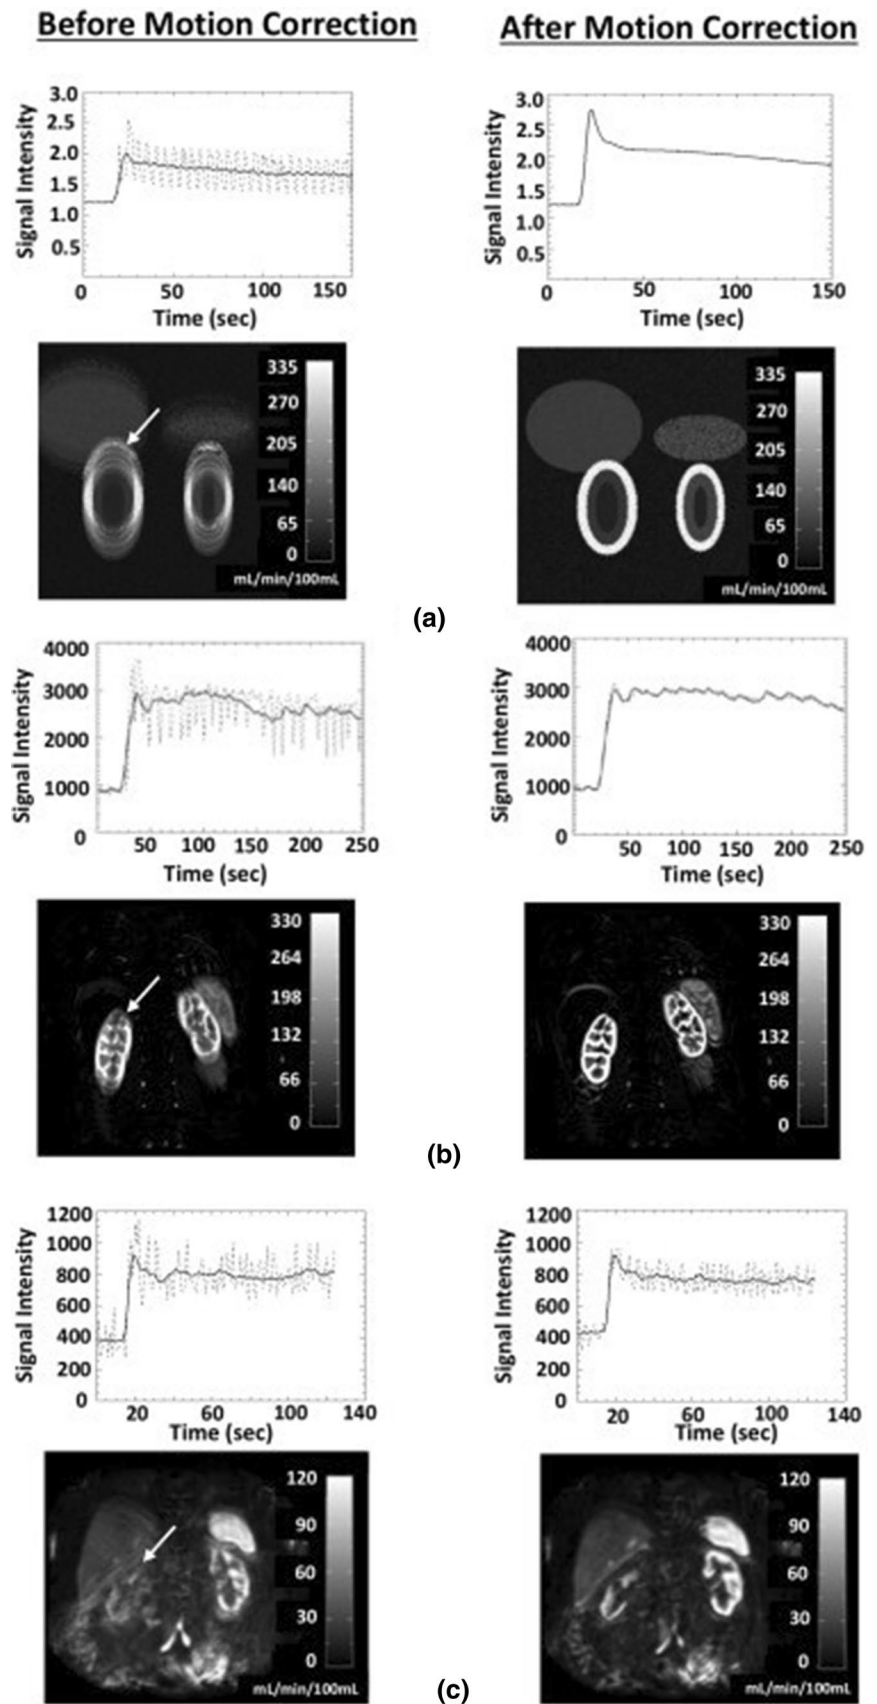 Before Motion Correction
After Motion Correction
3.0
2.5
2.0
1.5
1.0
0.5
Signal Intensity
0 50 100 150
Time (sec)
3.0
2.5
2.0
1.5
1.0
0.5
Signal Intensity
0 50 100 150
Time (sec)
335
270
205
140
65
0
mL/min/100mL
335
270
205
140
65
0
mL/min/100mL
(a)
4000
3000
2000
1000
0
Signal Intensity
50 100 150 200 250
Time (sec)
4000
3000
2000
1000
0
Signal Intensity
50 100 150 200 250
Time (sec)
330
264
198
132
66
0
330
264
198
132
66
0
(b)
1200
1000
800
600
400
200
0
Signal Intensity
20 60 100 140
Time (sec)
1200
1000
800
600
400
200
0
Signal Intensity
20 60 100 140
Time (sec)
120
90
60
30
0
mL/min/100mL
120
90
60
30
0
mL/min/100mL
(c)